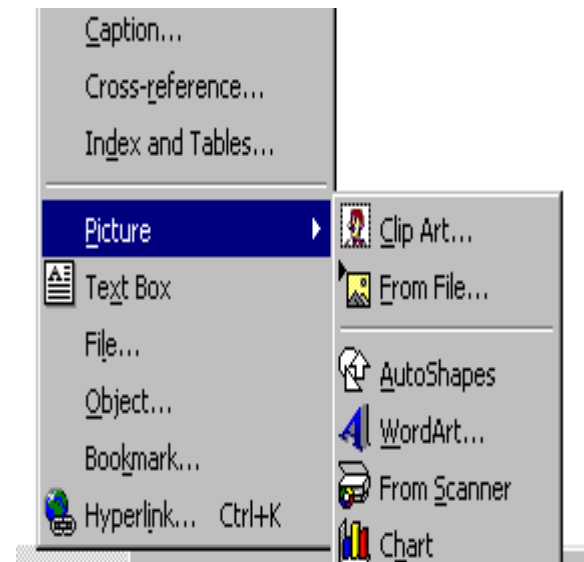 Caption...
Cross-reference...
Index and Tables...
Picture
Text Box
File...
Object...
Bookmark...
Hyperlink... Ctrl+K
Clip Art...
From File...
AutoShapes
WordArt...
From Scanner
Chart